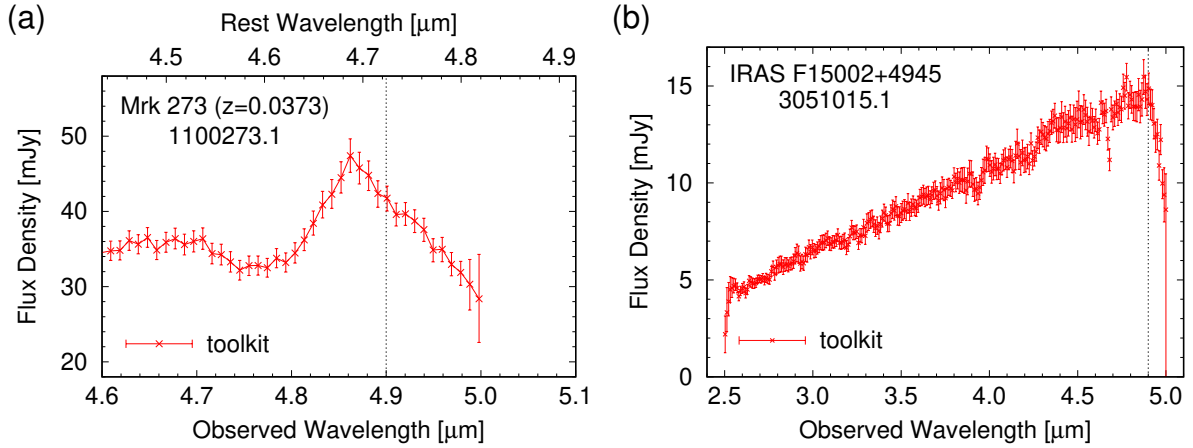 (a)
Rest Wavelength [μm]
4.5 4.6 4.7 4.8 4.9
Mrk 273 (z=0.0373)
1100273.1
Flux Density [mJy]
50
40
30
20
toolkit
4.6 4.7 4.8 4.9 5.0 5.1
Observed Wavelength [μm]
(b)
IRAS F15002+4945
3051015.1
Flux Density [mJy]
15
10
5
0
toolkit
2.5 3.0 3.5 4.0 4.5 5.0
Observed Wavelength [μm]